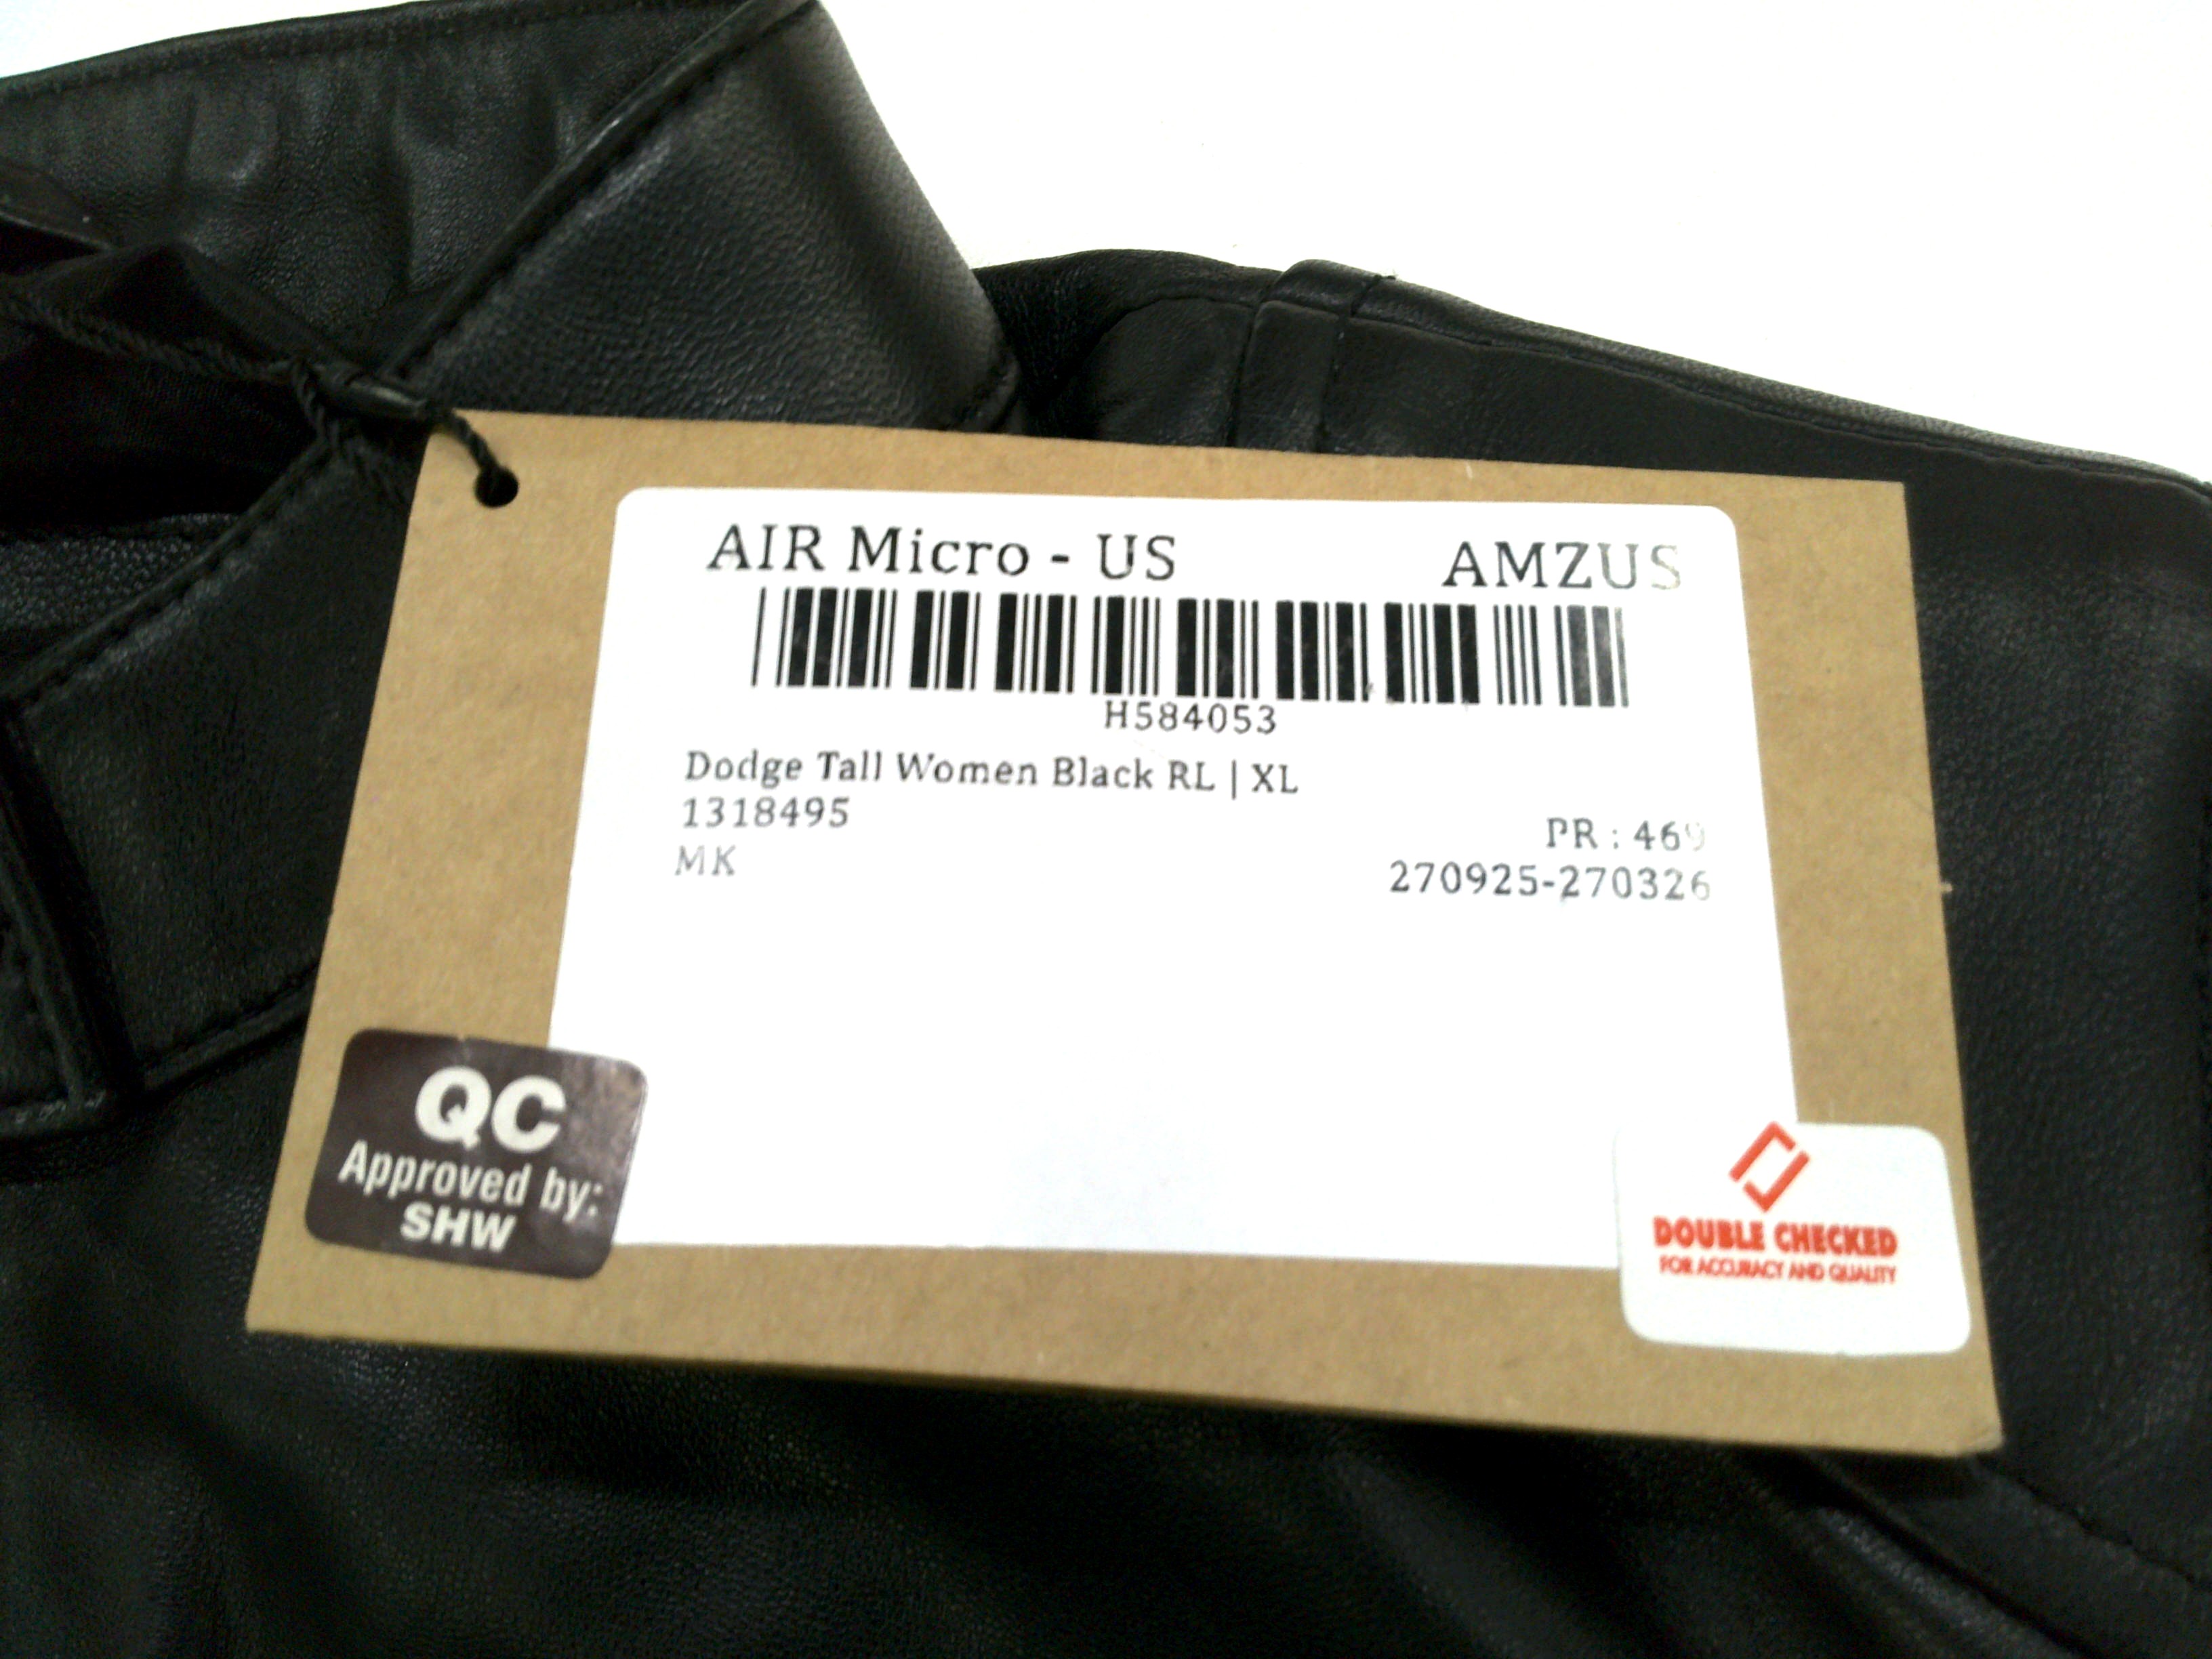 AIR Micro - US AMZUS
H584053
Dodge Tall Women Black RL | XL
1318495
PR : 469
MK
270925-270326
QC
Approved by:
SHW
DOUBLE CHECKED
FOR ACCURACY AND QUALITY